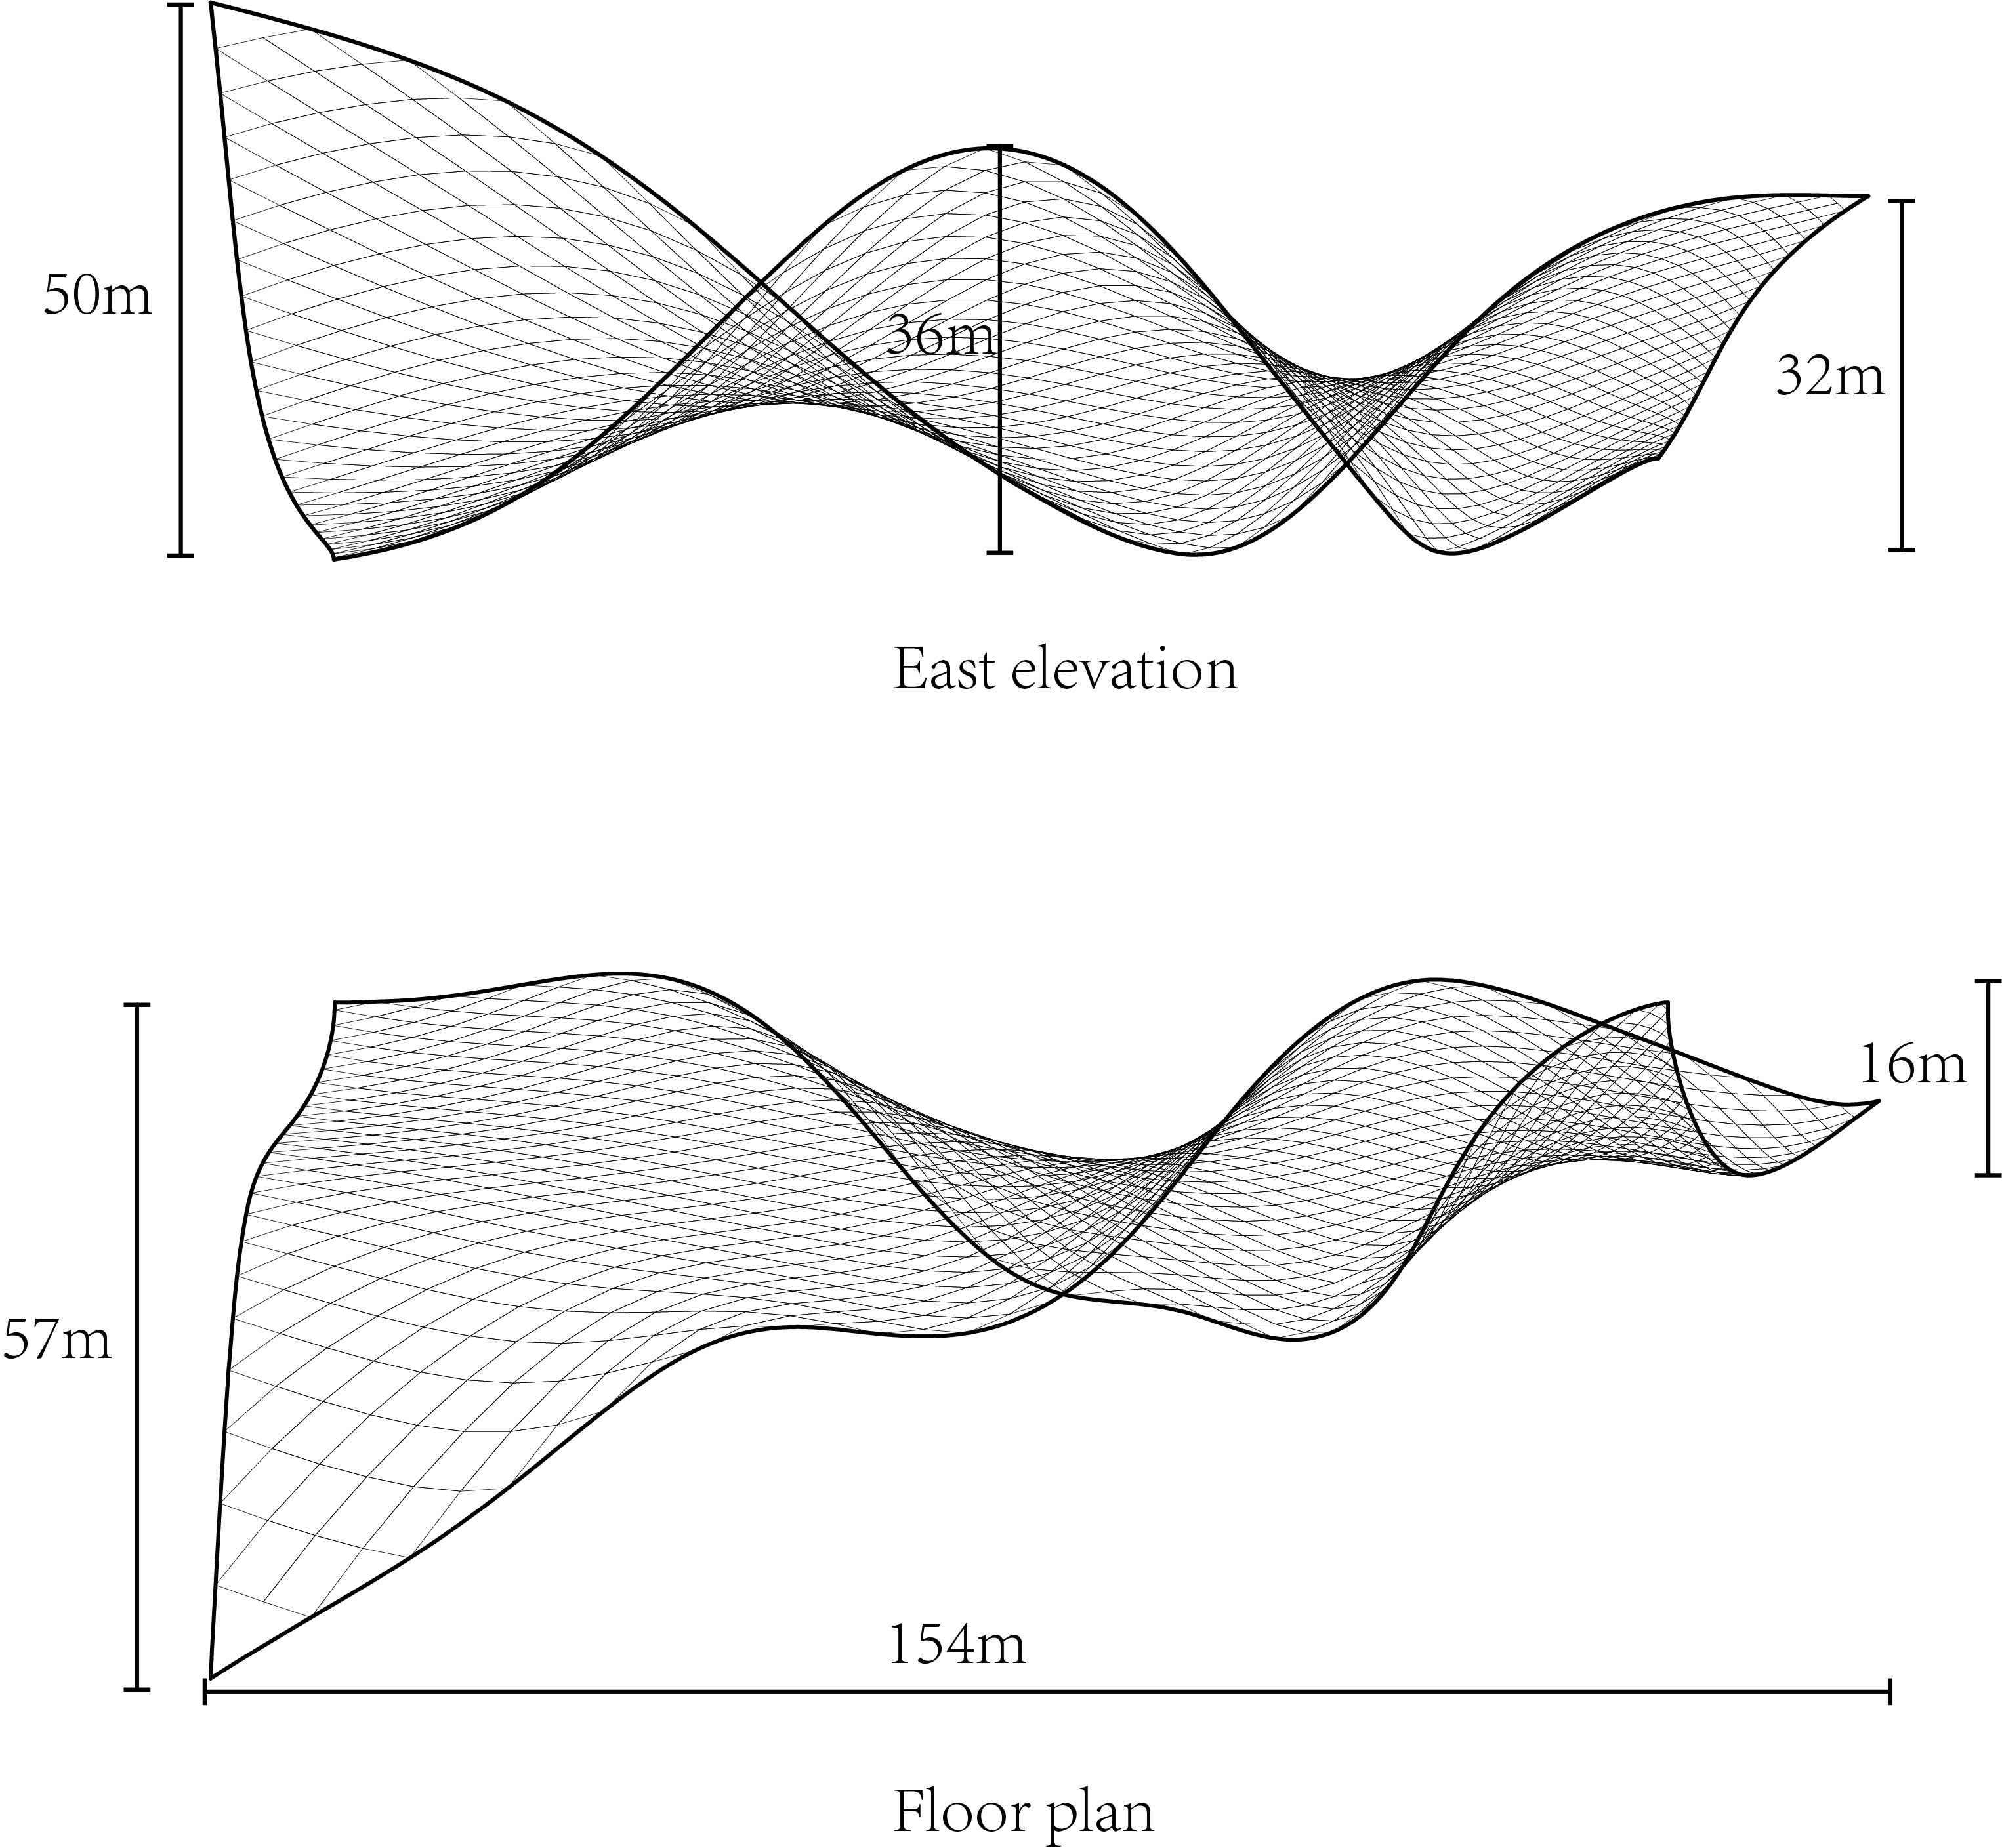 50m
36m
32m
East elevation
16m
57m
154m
Floor plan